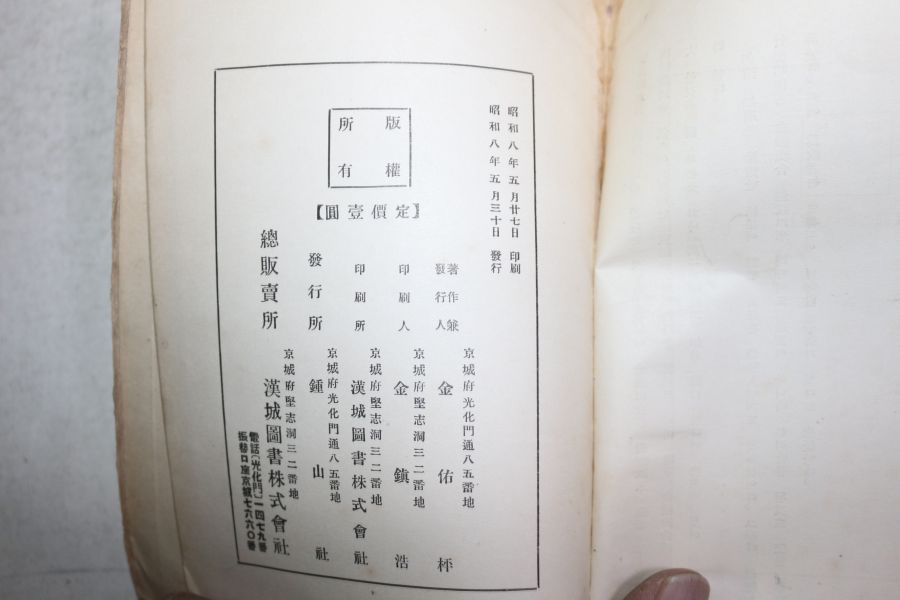 昭和八年五月廿七日 印刷
昭和八年五月三十日 發行
版權
所有
【定價壹圓】
著作兼
發行人
京城府光化門通八五番地
金佑枰
印刷人
京城府堅志洞三二番地
金鎭浩
印刷所
京城府堅志洞三二番地
漢城圖書株式會社
發行所
京城府光化門通八五番地
鍾山社
總販賣所
京城府堅志洞三二番地
漢城圖書株式會社
電話〔光化門〕一四七九番
振替口座京城七六六〇番